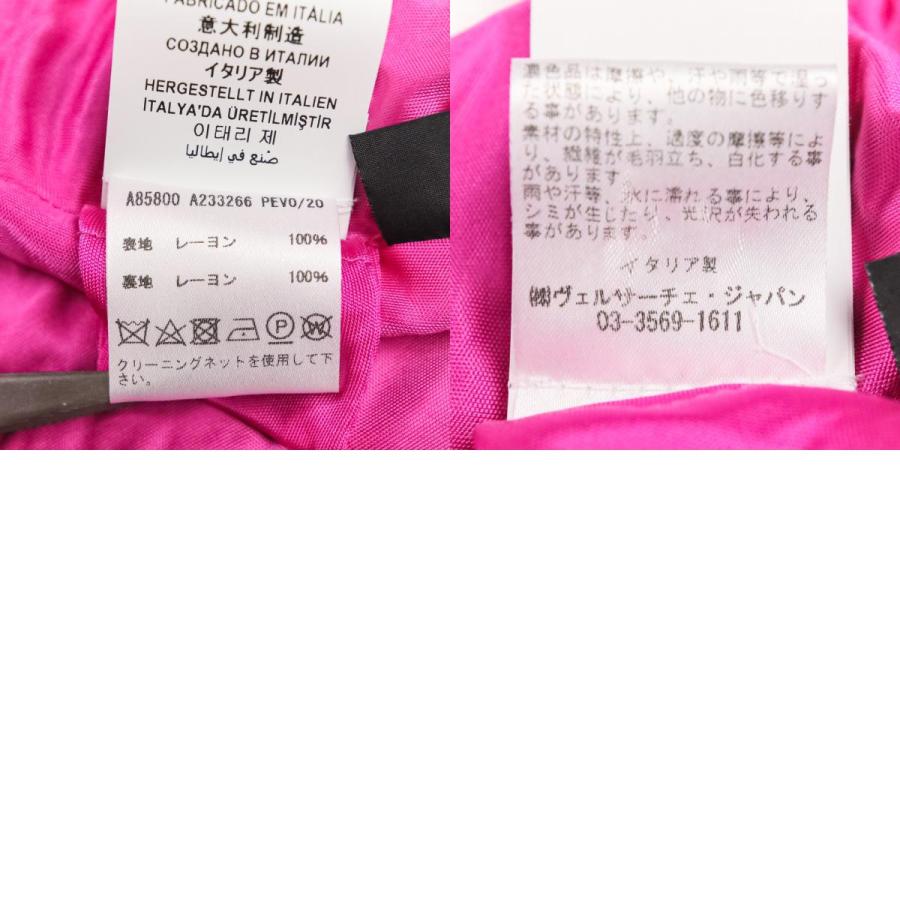 FABRICADO EM ITÁLIA
意大利制造
СОЗДАНО В ИТАЛИИ
イタリア製
HERGESTELLT IN ITALIEN
İTALYA'DA ÜRETİLMİŞTİR
이태리 제
صُنع في إيطاليا
A85800 A233266 PEVO/20
表地 レーヨン 100%
裏地 レーヨン 100%
クリーニングネットを使用して下
さい。
濃色品は摩擦や、汗や雨等で湿っ
た状態により、他の物に色移りす
る事があります。
素材の特性上、過度の摩擦等によ
り、繊維が毛羽立ち、白化する事
があります。
雨や汗等、水に濡れる事により、
シミが生じたり、光沢が失われる
事があります。
イタリア製
㈱ヴェルサーチェ・ジャパン
03-3569-1611